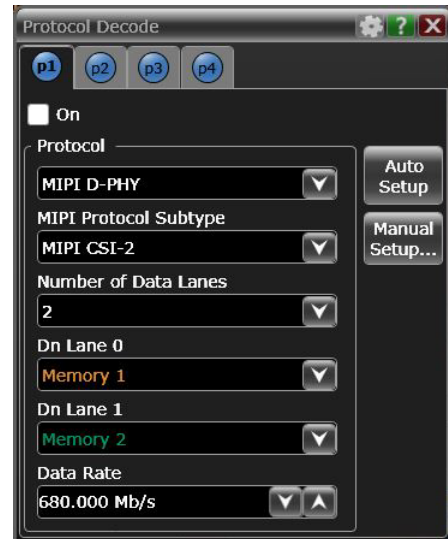 Protocol Decode
?
X
p1
p2
p3
p4
On
Protocol
MIPI D-PHY
Auto
Setup
MIPI Protocol Subtype
MIPI CSI-2
Manual
Setup...
Number of Data Lanes
2
Dn Lane 0
Memory 1
Dn Lane 1
Memory 2
Data Rate
680.000 Mb/s